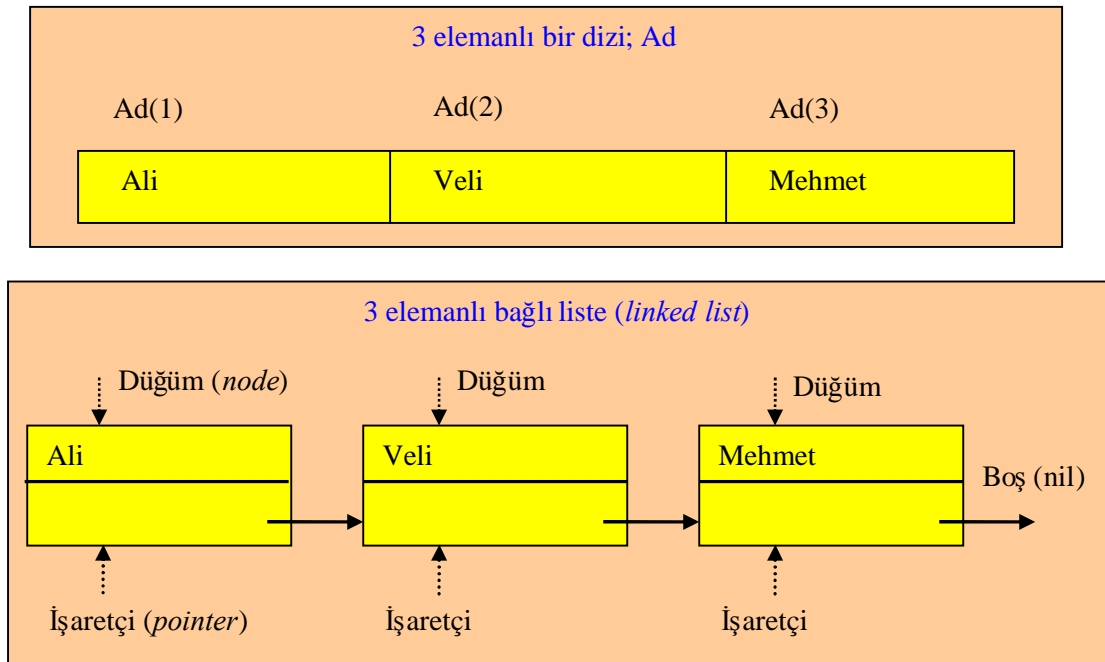 3 elemanlı bir dizi; Ad
Ad(1) Ad(2) Ad(3)
Ali Veli Mehmet
3 elemanlı bağlı liste (linked list)
Düğüm (node) Düğüm Düğüm
Ali Veli Mehmet
Boş (nil)
İşaretçi (pointer) İşaretçi İşaretçi